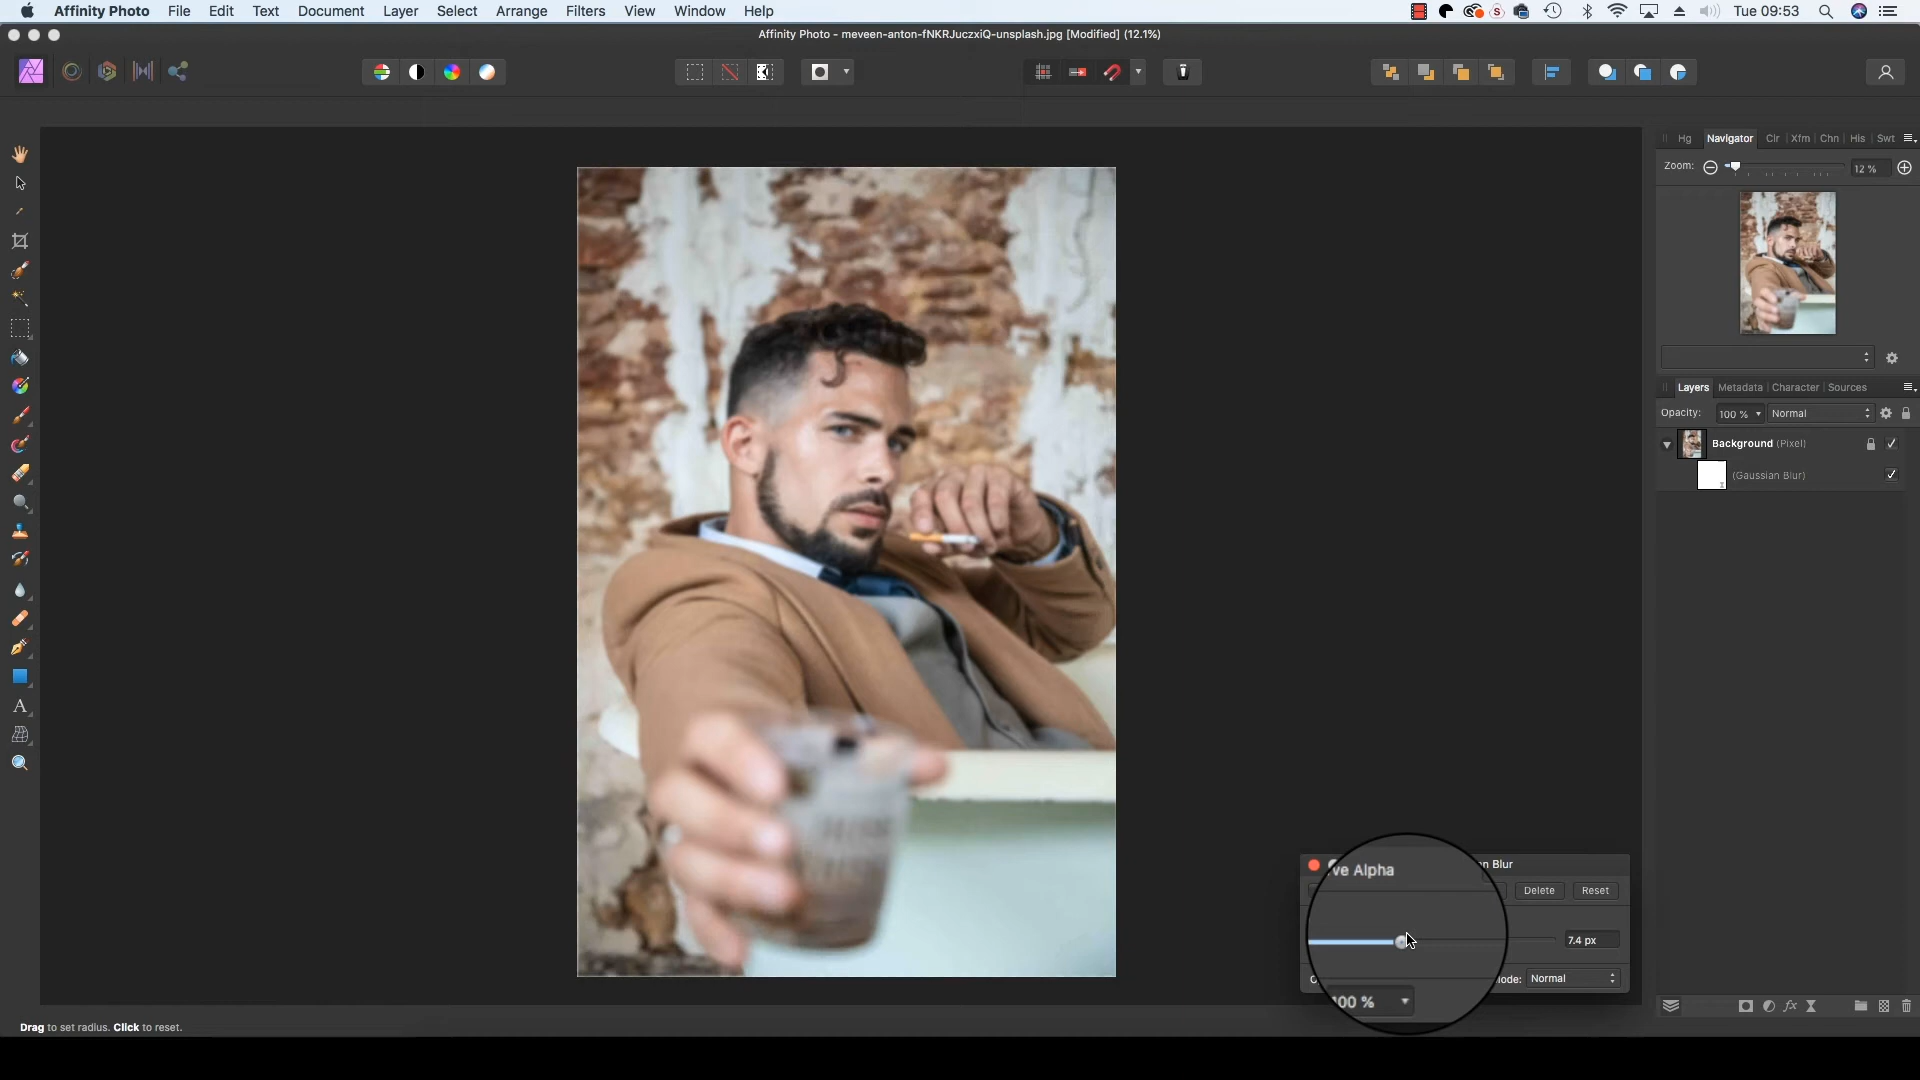 Affinity Photo File Edit Text Document Layer Select Arrange Filters View Window Help Tue 09:53
Affinity Photo - meveen-anton-fNKRJuczxiQ-unsplash.jpg [Modified] (12.1%)
Hg Navigator Clr Xfm Chn His Swt
Zoom: 12 %
Layers Metadata Character Sources
Opacity: 100 % Normal
Background (Pixel)
(Gaussian Blur)
ve Alpha
n Blur
Delete Reset
7.4 px
ode: Normal
100 %
fx
Drag to set radius. Click to reset.